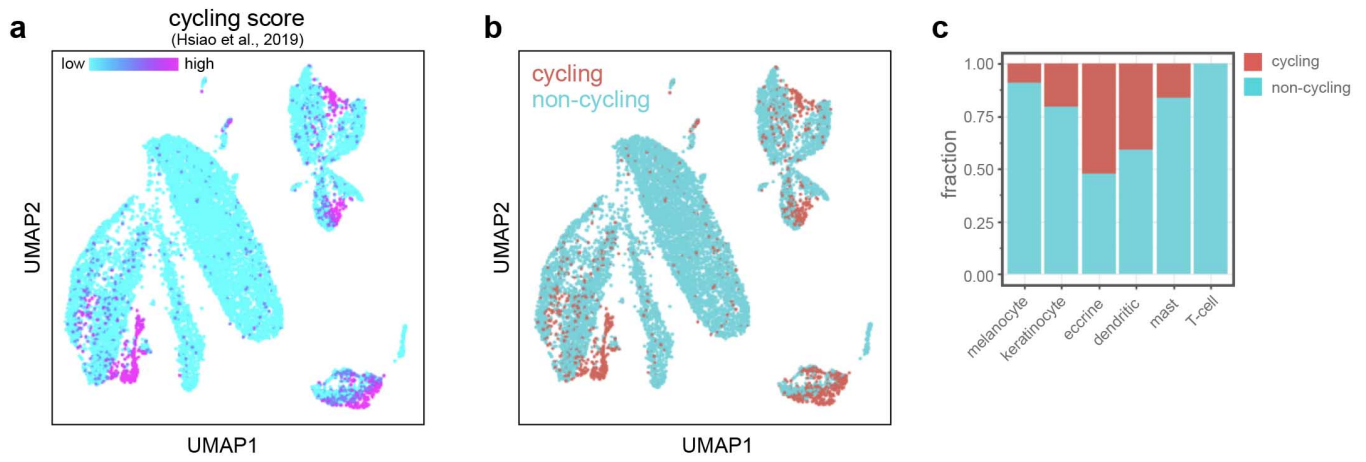 a
cycling score
(Hsiao et al., 2019)
low high
UMAP2
UMAP1
b
cycling
non-cycling
UMAP2
UMAP1
c
1.00
0.75
0.50
0.25
0.00
fraction
melanocyte
keratinocyte
eccrine
dendritic
mast
T-cell
cycling
non-cycling